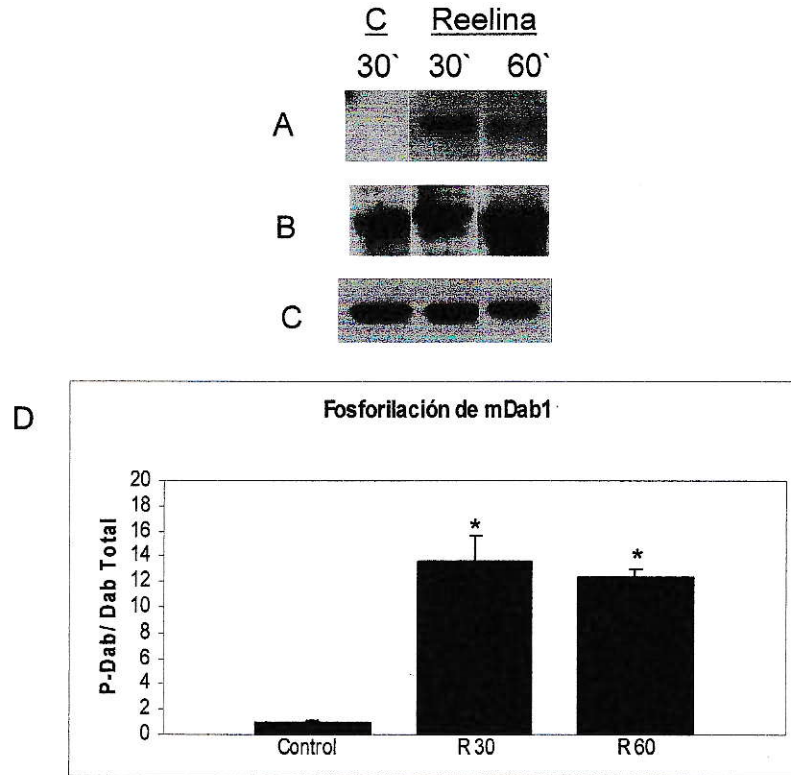 C Reelina
30` 30` 60`
A
B
C
D
Fosforilación de mDab1
P-Dab/ Dab Total
20
18
16
14
12
10
8
6
4
2
0
*
*
Control R 30 R 60